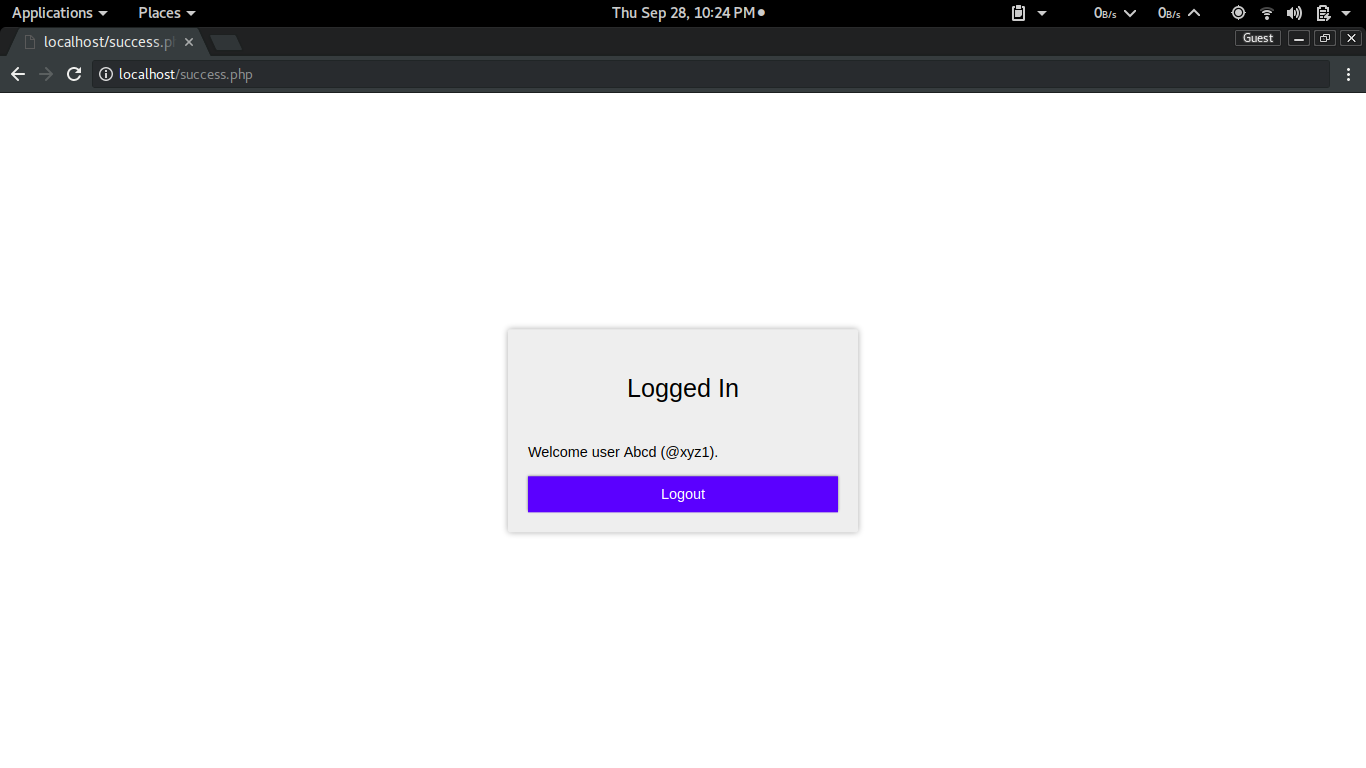 Applications Places Thu Sep 28, 10:24 PM 0B/s 0B/s
localhost/success.ph Guest
localhost/success.php
Logged In
Welcome user Abcd (@xyz1).
Logout